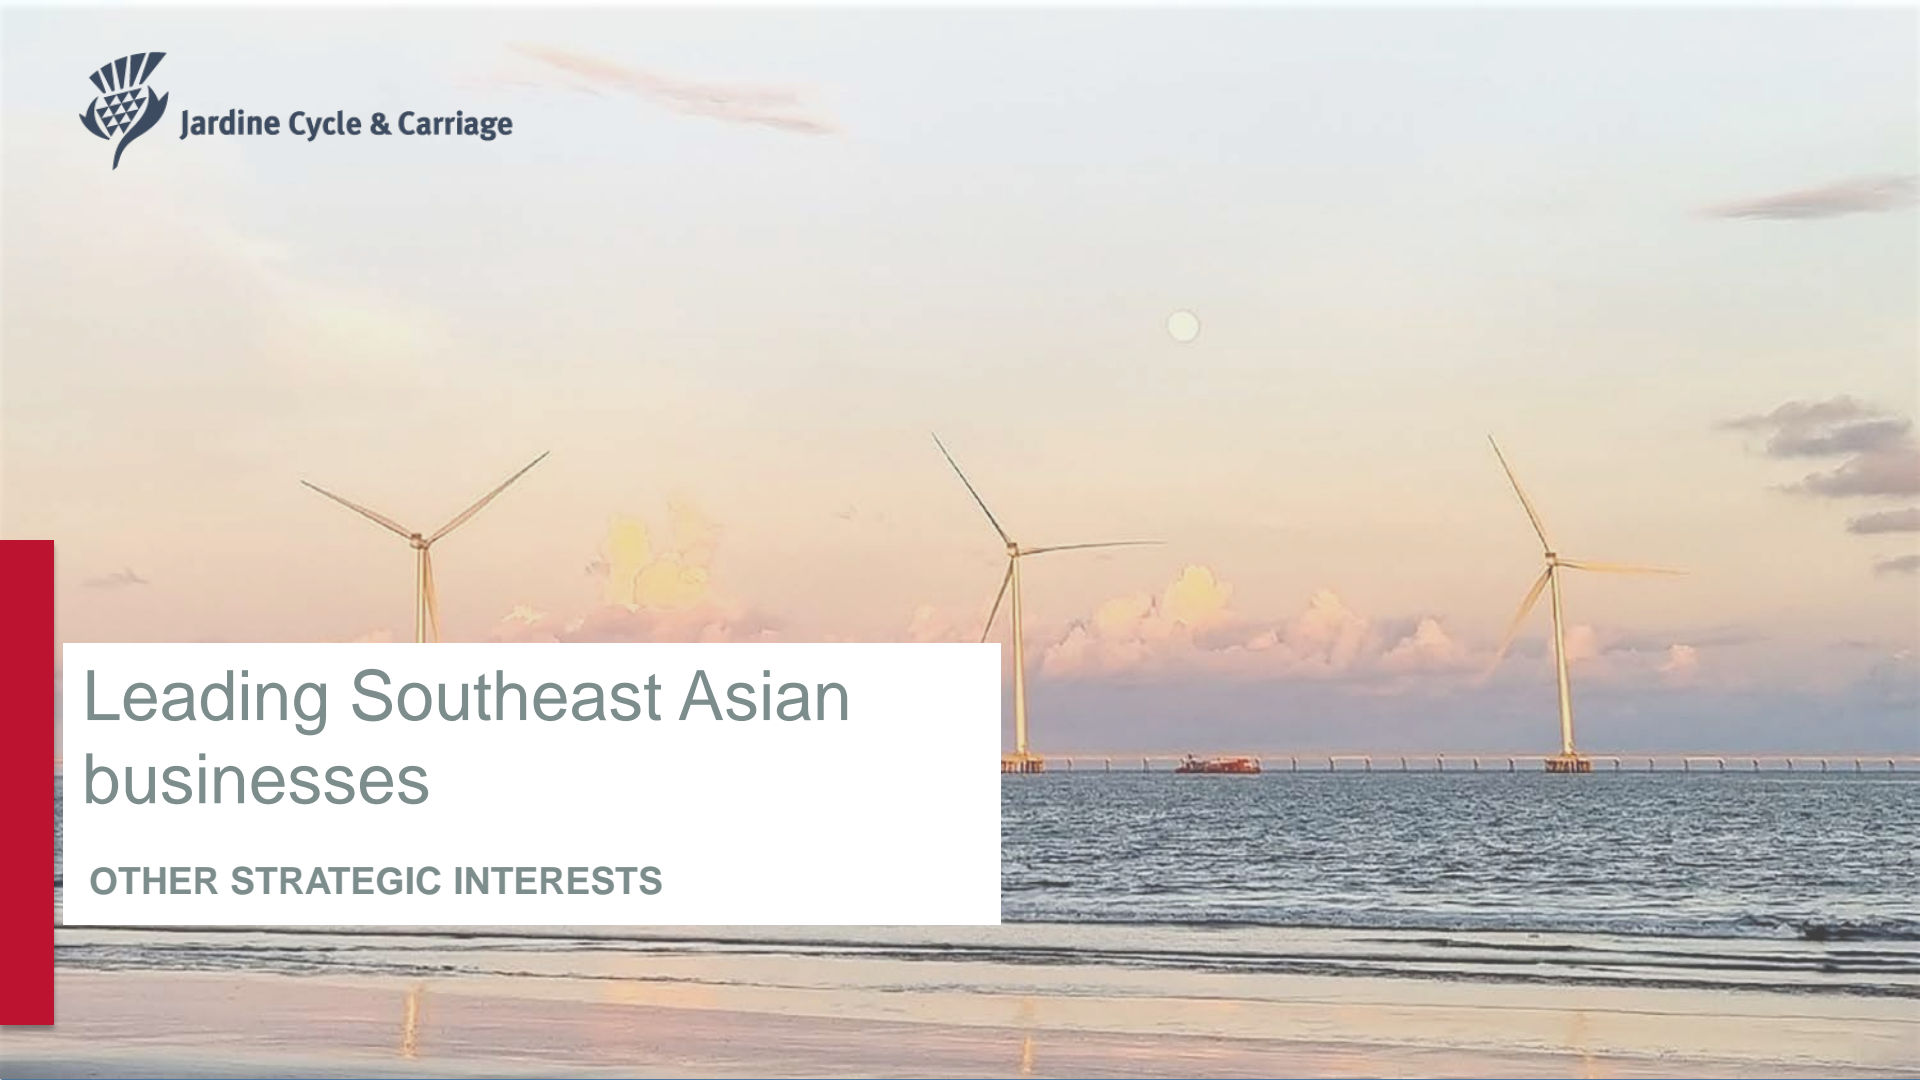 Jardine Cycle & Carriage
Leading Southeast Asian
businesses
OTHER STRATEGIC INTERESTS